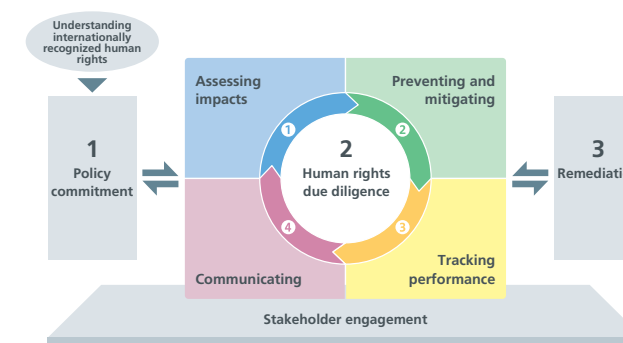 Understanding
internationally
recognized human
rights
1
Policy
commitment
Assessing
impacts
Preventing and
mitigating
1
2
2
Human rights
due diligence
4
3
Communicating
Tracking
performance
3
Remediati
Stakeholder engagement